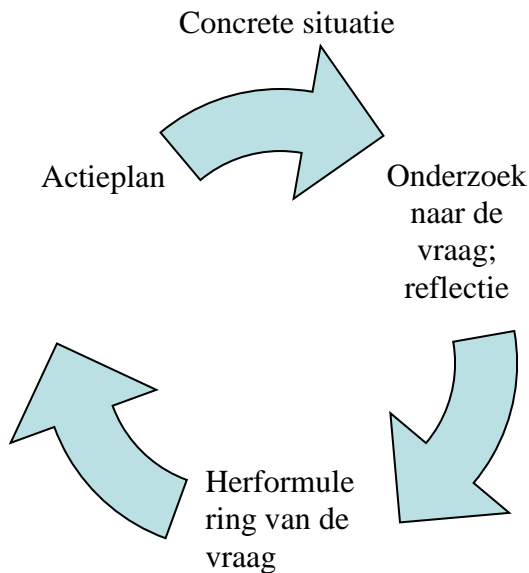 Concrete situatie
Actieplan
Onderzoek
naar de
vraag;
reflectie
Herformule
ring van de
vraag